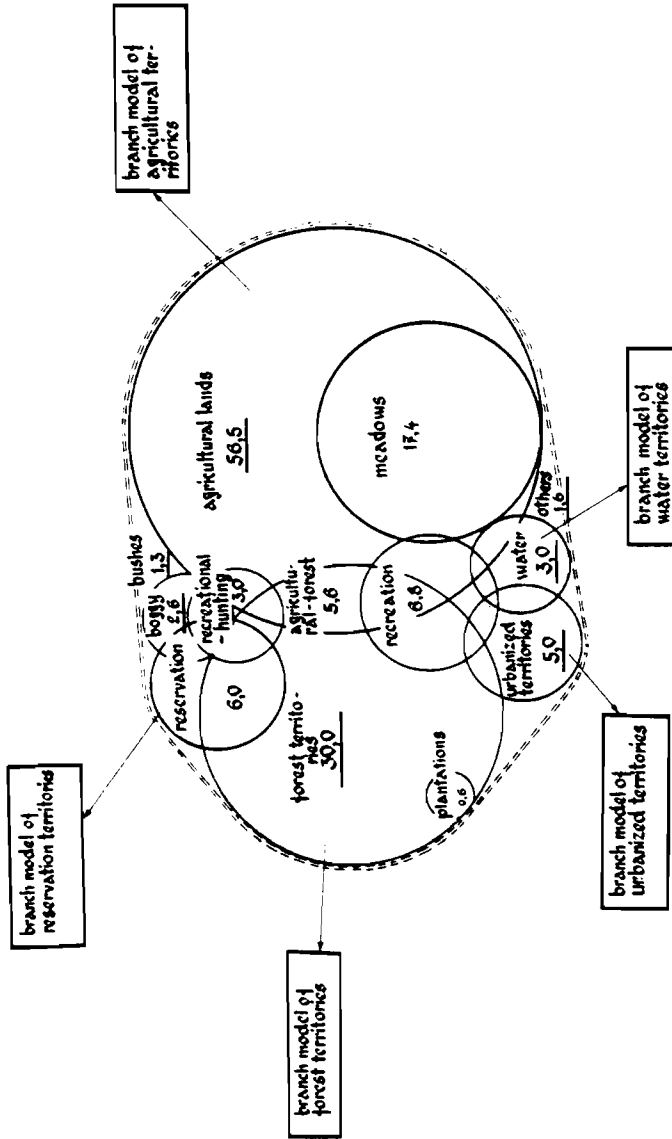 branch model of
reservation territories
branch model of
agricultural ter-
ritories
bushes
1,3
boggy
2,6
reservation
6,0
recreational
-hunting
3,0
agricultural lands
56,5
branch model of
forest territories
forest territo-
ries
30,0
agricultu-
ral-forest
5,6
meadows
17,4
recreation
6,8
plantations
0,6
urbanized
territories
5,0
water
3,0
others
1,6
branch model of
urbanized territories
branch model of
water territories